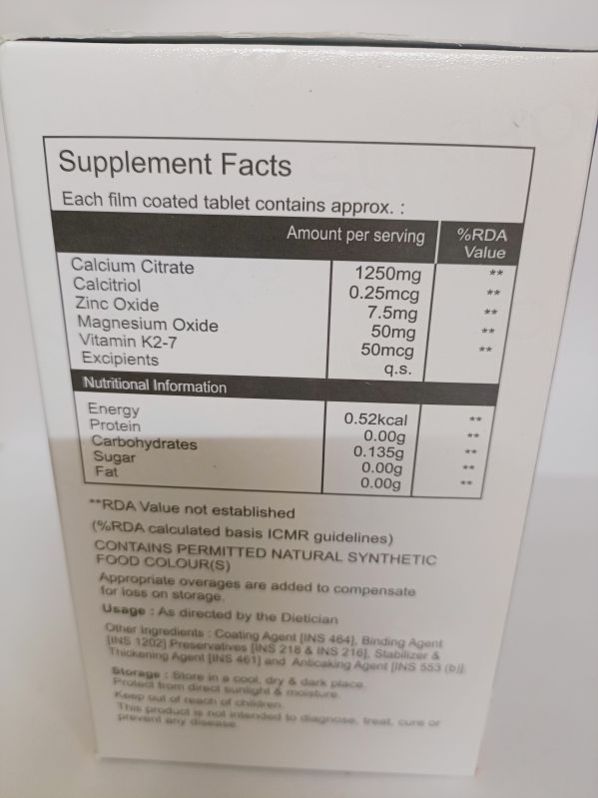 Supplement Facts
Each film coated tablet contains approx. :
Amount per serving %RDA Value
Calcium Citrate 1250mg **
Calcitriol 0.25mcg **
Zinc Oxide 7.5mg **
Magnesium Oxide 50mg **
Vitamin K2-7 50mcg **
Excipients q.s.
Nutritional Information
Energy 0.52kcal **
Protein 0.00g **
Carbohydrates 0.135g **
Sugar 0.00g **
Fat 0.00g **
**RDA Value not established
(%RDA calculated basis ICMR guidelines)
CONTAINS PERMITTED NATURAL SYNTHETIC
FOOD COLOUR(S)
Appropriate overages are added to compensate
for loss on storage.
Usage : As directed by the Dietician
Other Ingredients : Coating Agent [INS 464], Binding Agent
[INS 1202] Preservatives [INS 218 & INS 216], Stabilizer &
Thickening Agent [INS 461] and Anticaking Agent [INS 553 (b)].
Storage : Store in a cool, dry & dark place.
Protect from direct sunlight & moisture.
Keep out of reach of children.
This product is not intended to diagnose, treat, cure or
prevent any disease.